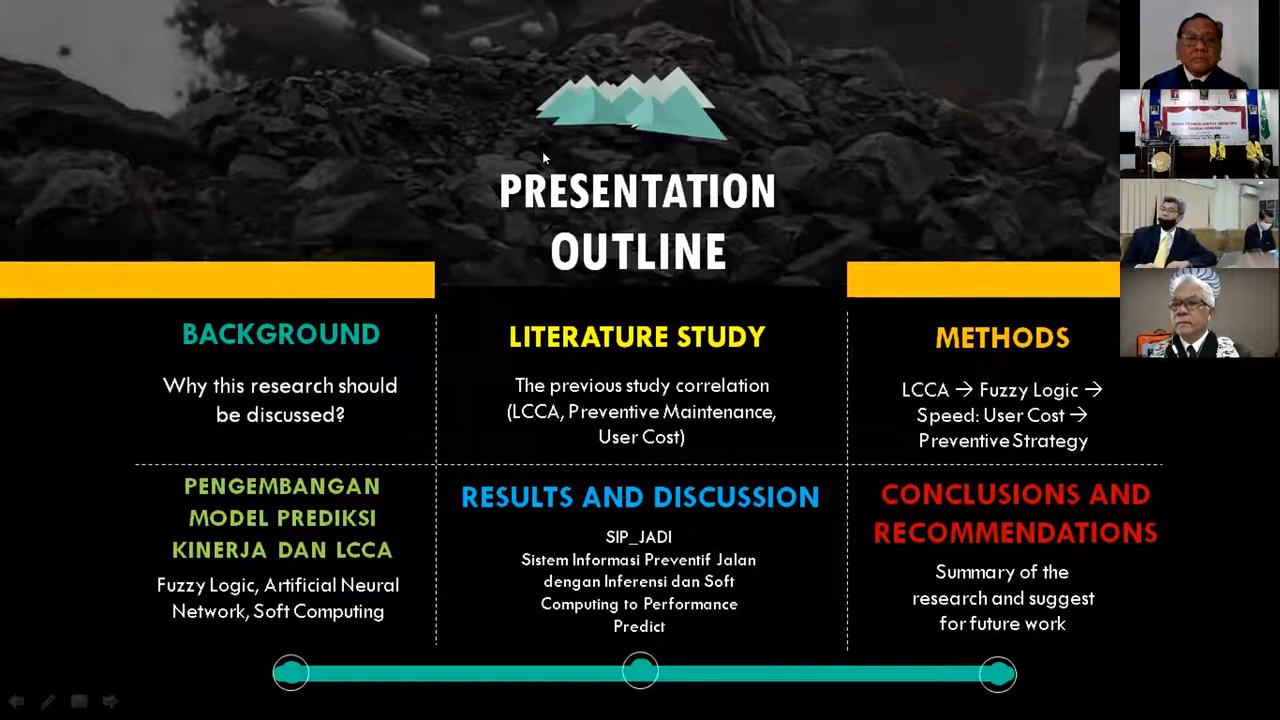 PRESENTATION
OUTLINE
BACKGROUND
Why this research should
be discussed?
LITERATURE STUDY
The previous study correlation
(LCCA, Preventive Maintenance,
User Cost)
METHODS
LCCA → Fuzzy Logic →
Speed: User Cost →
Preventive Strategy
PENGEMBANGAN
MODEL PREDIKSI
KINERJA DAN LCCA
Fuzzy Logic, Artificial Neural
Network, Soft Computing
RESULTS AND DISCUSSION
SIP_JADI
Sistem Informasi Preventif Jalan
dengan Inferensi dan Soft
Computing to Performance
Predict
CONCLUSIONS AND
RECOMMENDATIONS
Summary of the
research and suggest
for future work